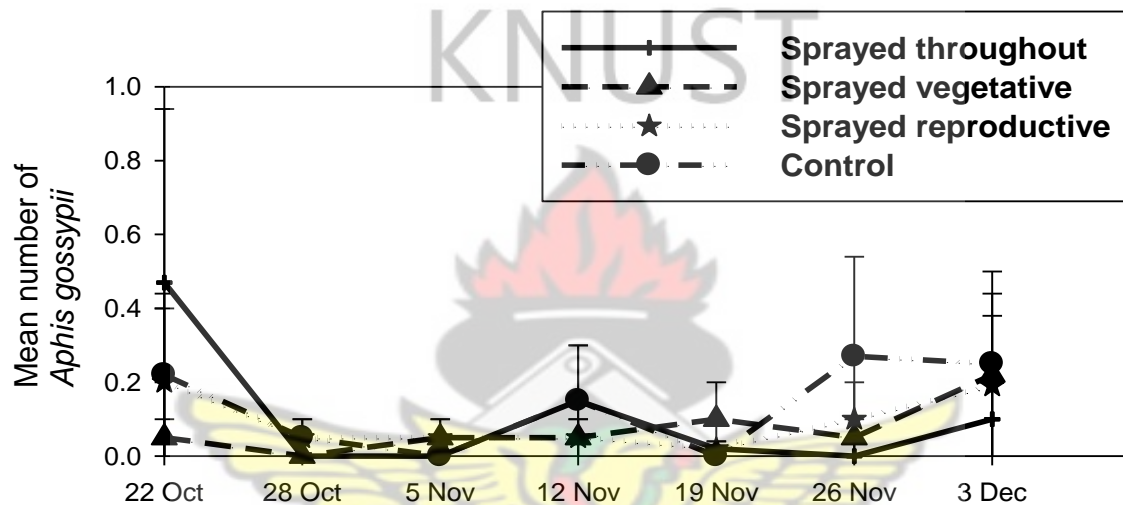 KNUST
Sprayed throughout
Sprayed vegetative
Sprayed reproductive
Control
Mean number of
Aphis gossypii
1.0
0.8
0.6
0.4
0.2
0.0
22 Oct 28 Oct 5 Nov 12 Nov 19 Nov 26 Nov 3 Dec